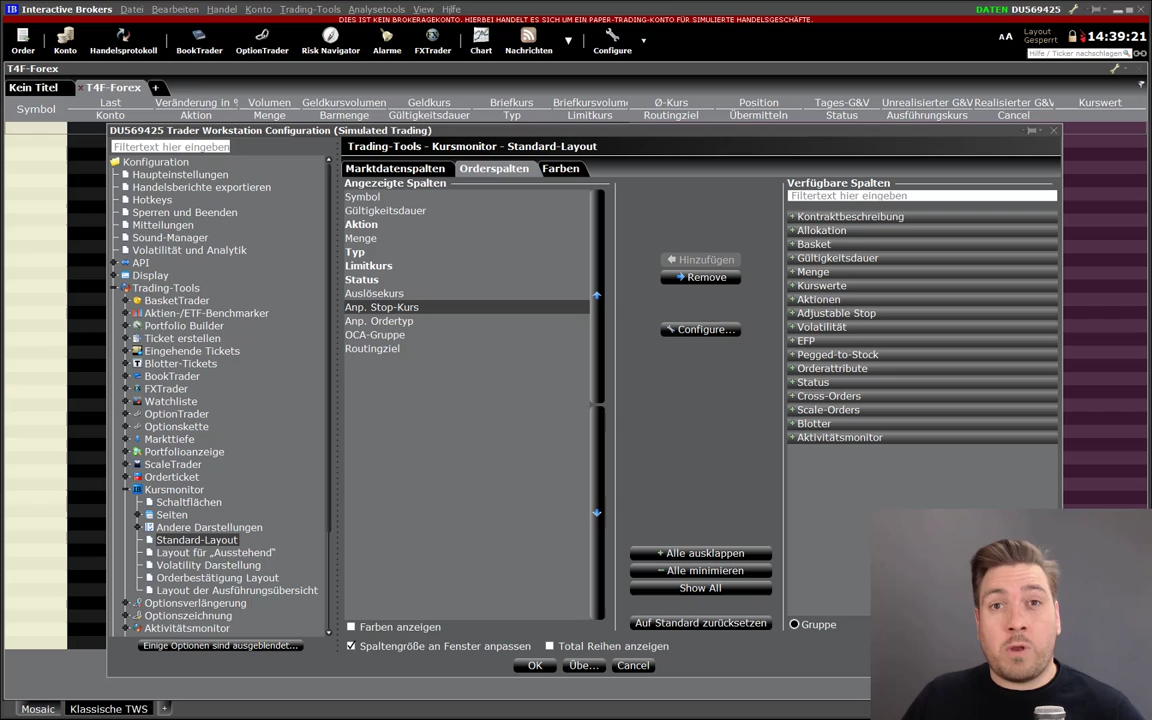 Interactive Brokers Datei Bearbeiten Handel Konto Trading-Tools Analysetools View Hilfe DATEN DU569425
DIES IST KEIN BROKERAGEKONTO. HIERBEI HANDELT ES SICH UM EIN PAPER-TRADING-KONTO FÜR SIMULIERTE HANDELSGESCHÄFTE.
Order Konto Handelsprotokoll BookTrader OptionTrader Risk Navigator Alarme FXTrader Chart Nachrichten Configure
AA Layout Gesperrt 14:39:21
Hilfe / Ticker nachschlagen
T4F-Forex
Kein Titel T4F-Forex +
Symbol
Last Veränderung in Volumen Geldkursvolumen Geldkurs Briefkurs Briefkursvolum Ø-Kurs Position Tages-G&V Unrealisierter G&V Realisierter G&V Kurswert
Konto Aktion Menge Barmenge Gültigkeitsdauer Typ Limitkurs Routingziel Übermitteln Status Ausführungskurs Cancel
DU569425 Trader Workstation Configuration (Simulated Trading)
Filtertext hier eingeben
Konfiguration
Haupteinstellungen
Handelsberichte exportieren
Hotkeys
Sperren und Beenden
Mitteilungen
Sound-Manager
Volatilität und Analytik
API
Display
Trading-Tools
BasketTrader
Aktien-/ETF-Benchmarker
Portfolio Builder
Ticket erstellen
Eingehende Tickets
Blotter-Tickets
BookTrader
FXTrader
Watchliste
OptionTrader
Optionskette
Markttiefe
Portfolioanzeige
ScaleTrader
Orderticket
Kursmonitor
Schaltflächen
Seiten
Andere Darstellungen
Standard-Layout
Layout für „Ausstehend"
Volatility Darstellung
Orderbestätigung Layout
Layout der Ausführungsübersicht
Optionsverlängerung
Optionszeichnung
Aktivitätsmonitor
Einige Optionen sind ausgeblendet...
Trading-Tools - Kursmonitor - Standard-Layout
Marktdatenspalten Orderspalten Farben
Angezeigte Spalten
Symbol
Gültigkeitsdauer
Aktion
Menge
Typ
Limitkurs
Status
Auslösekurs
Anp. Stop-Kurs
Anp. Ordertyp
OCA-Gruppe
Routingziel
Farben anzeigen
Spaltengröße an Fenster anpassen Total Reihen anzeigen
OK Übe... Cancel
Hinzufügen
Remove
Configure...
+ Alle ausklappen
− Alle minimieren
Show All
Auf Standard zurücksetzen
Verfügbare Spalten
Filtertext hier eingeben
+ Kontraktbeschreibung
+ Allokation
+ Basket
+ Gültigkeitsdauer
+ Menge
+ Kurswerte
+ Aktionen
+ Adjustable Stop
+ Volatilität
+ EFP
+ Pegged-to-Stock
+ Orderattribute
+ Status
+ Cross-Orders
+ Scale-Orders
+ Blotter
+ Aktivitätsmonitor
Gruppe
Mosaic Klassische TWS +